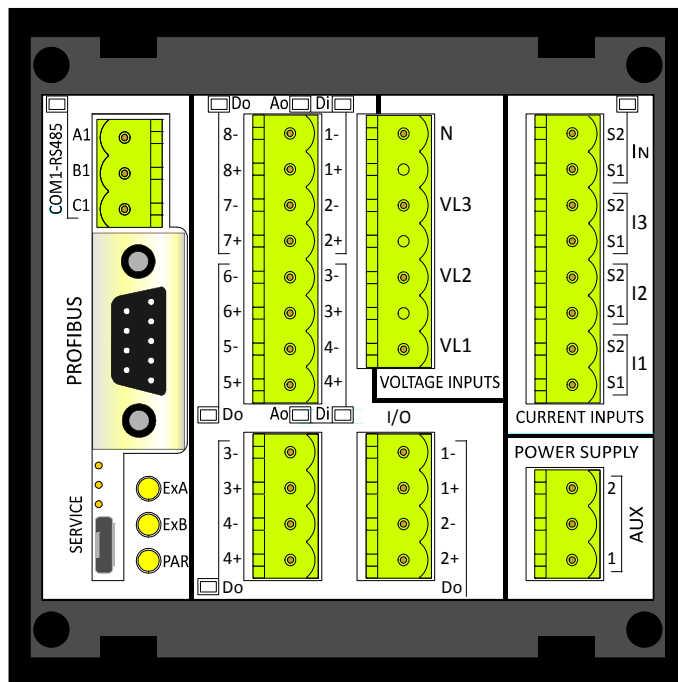 COM1-RS485
A1
B1
C1
PROFIBUS
SERVICE
ExA
ExB
PAR
Do Ao Di
8- 1-
8+ 1+
7- 2-
7+ 2+
6- 3-
6+ 3+
5- 4-
5+ 4+
Do Ao Di
N
VL3
VL2
VL1
VOLTAGE INPUTS
I/O
3-
3+
4-
4+
Do
1-
1+
2-
2+
Do
S2
S1
IN
S2
S1
I3
S2
S1
I2
S2
S1
I1
CURRENT INPUTS
POWER SUPPLY
2
1
AUX